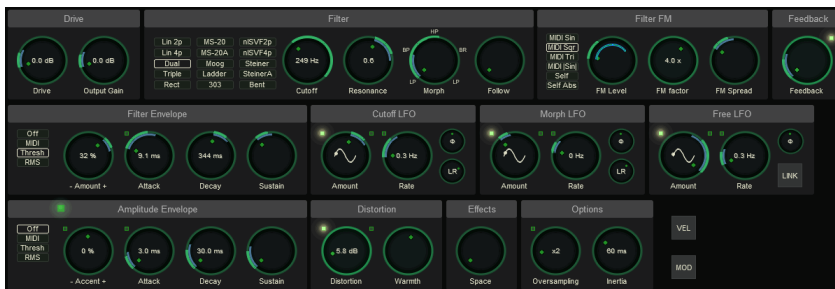 Drive
Filter
Filter FM
Feedback
0.0 dB
0.0 dB
Drive
Output Gain
Lin 2p MS-20 nlSVF2p
Lin 4p MS-20A nlSVF4p
Dual Moog Steiner
Triple Ladder SteinerA
Rect 303 Bent
249 Hz
Cutoff
0.6
Resonance
HP
BP BR
LP LP
Morph
Follow
MIDI Sin
MIDI Sqr
MIDI Tri
MIDI |Sin|
Self
Self Abs
FM Level
4.0 x
FM factor
FM Spread
Feedback
Filter Envelope
Cutoff LFO
Morph LFO
Free LFO
Off
MIDI
Thresh
RMS
32 %
- Amount +
9.1 ms
Attack
344 ms
Decay
Sustain
Amount
0.3 Hz
Rate
Φ
LR
Amount
0 Hz
Rate
Φ
LR
Amount
0.3 Hz
Rate
Φ
LINK
Amplitude Envelope
Distortion
Effects
Options
Off
MIDI
Thresh
RMS
0 %
- Accent +
3.0 ms
Attack
30.0 ms
Decay
Sustain
5.8 dB
Distortion
Warmth
Space
x2
Oversampling
60 ms
Inertia
VEL
MOD